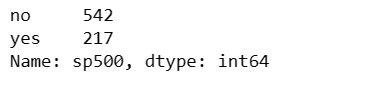 no     542
yes    217
Name: sp500, dtype: int64